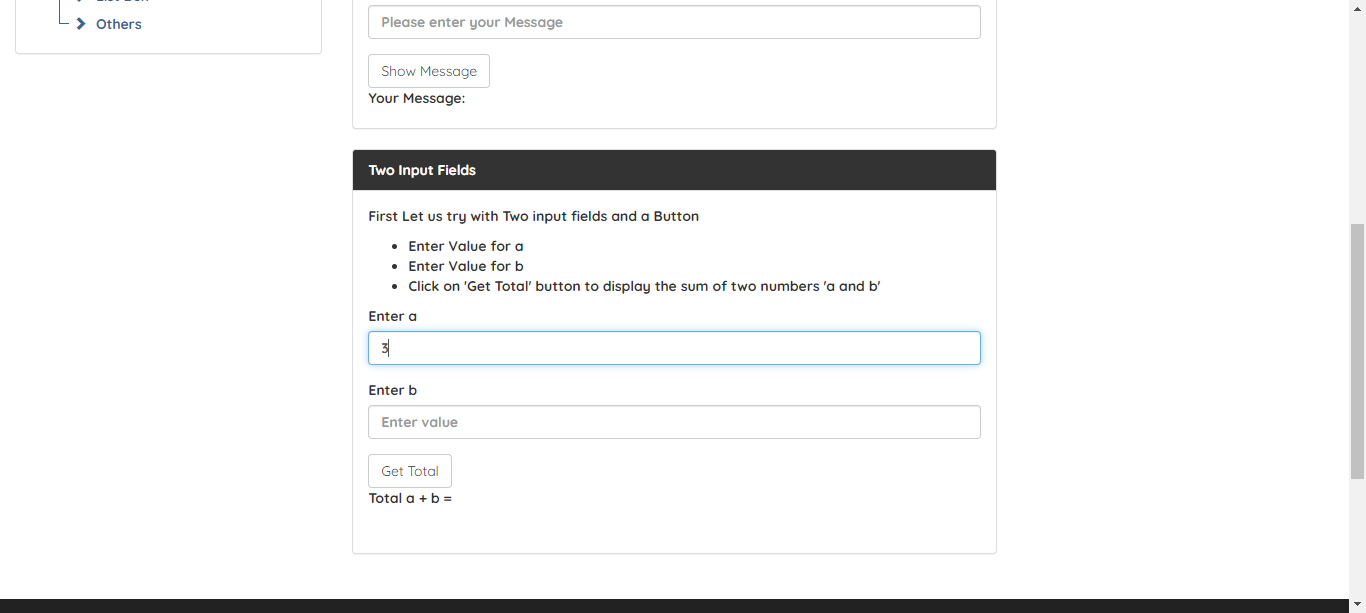 Others
Please enter your Message
Show Message
Your Message:
Two Input Fields
First Let us try with Two input fields and a Button
Enter Value for a
Enter Value for b
Click on 'Get Total' button to display the sum of two numbers 'a and b'
Enter a
3
Enter b
Enter value
Get Total
Total a + b =